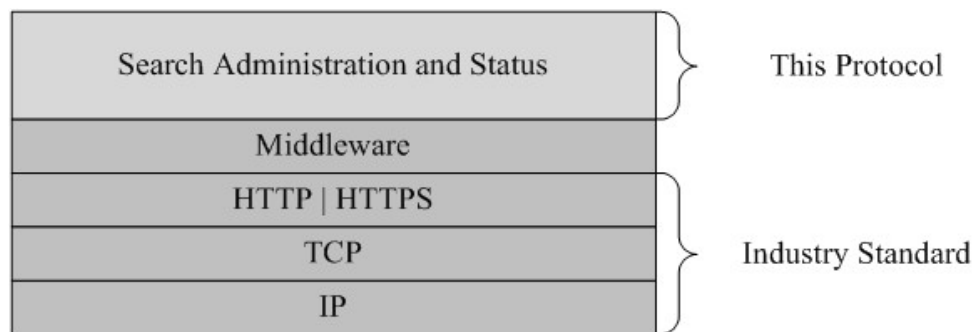 Search Administration and Status
This Protocol
Middleware
HTTP | HTTPS
TCP
Industry Standard
IP